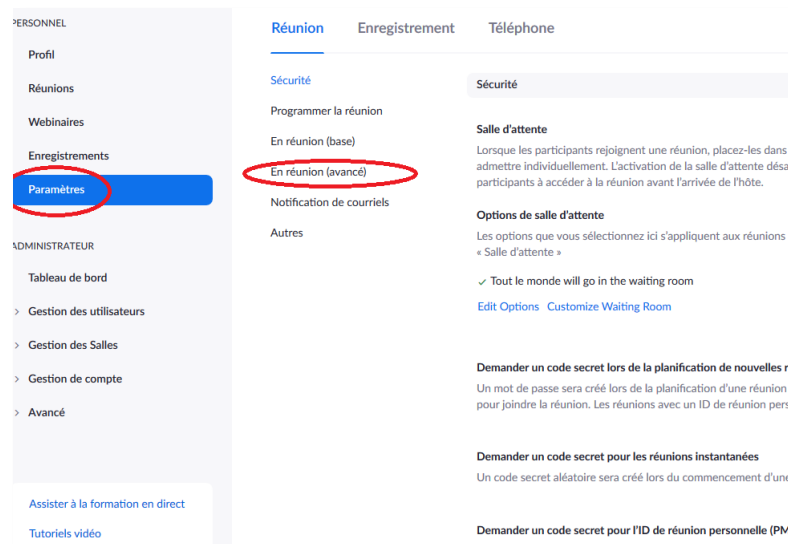 PERSONNEL
Profil
Réunions
Webinaires
Enregistrements
Paramètres
ADMINISTRATEUR
Tableau de bord
Gestion des utilisateurs
Gestion des Salles
Gestion de compte
Avancé
Assister à la formation en direct
Tutoriels vidéo
Réunion Enregistrement Téléphone
Sécurité
Programmer la réunion
En réunion (base)
En réunion (avancé)
Notification de courriels
Autres
Sécurité
Salle d'attente
Lorsque les participants rejoignent une réunion, placez-les dans
admettre individuellement. L'activation de la salle d'attente désa
participants à accéder à la réunion avant l'arrivée de l'hôte.
Options de salle d'attente
Les options que vous sélectionnez ici s'appliquent aux réunions
« Salle d'attente »
Tout le monde will go in the waiting room
Edit Options Customize Waiting Room
Demander un code secret lors de la planification de nouvelles r
Un mot de passe sera créé lors de la planification d'une réunion
pour joindre la réunion. Les réunions avec un ID de réunion pers
Demander un code secret pour les réunions instantanées
Un code secret aléatoire sera créé lors du commencement d'une
Demander un code secret pour l'ID de réunion personnelle (PM